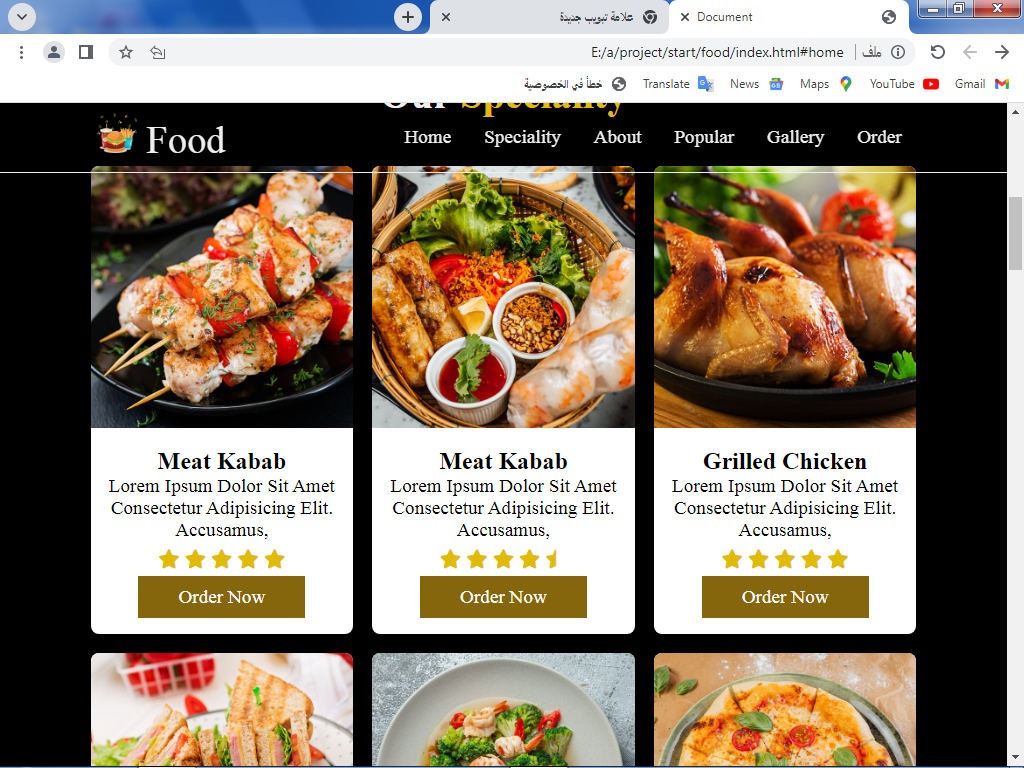 علامة تبويب جديدة
Document
E:/a/project/start/food/index.html#home
ملف
خطأ في الخصوصية
Translate
News
Maps
YouTube
Gmail
Our Speciality
Food
Home
Speciality
About
Popular
Gallery
Order
Meat Kabab
Lorem Ipsum Dolor Sit Amet
Consectetur Adipisicing Elit.
Accusamus,
Order Now
Meat Kabab
Lorem Ipsum Dolor Sit Amet
Consectetur Adipisicing Elit.
Accusamus,
Order Now
Grilled Chicken
Lorem Ipsum Dolor Sit Amet
Consectetur Adipisicing Elit.
Accusamus,
Order Now